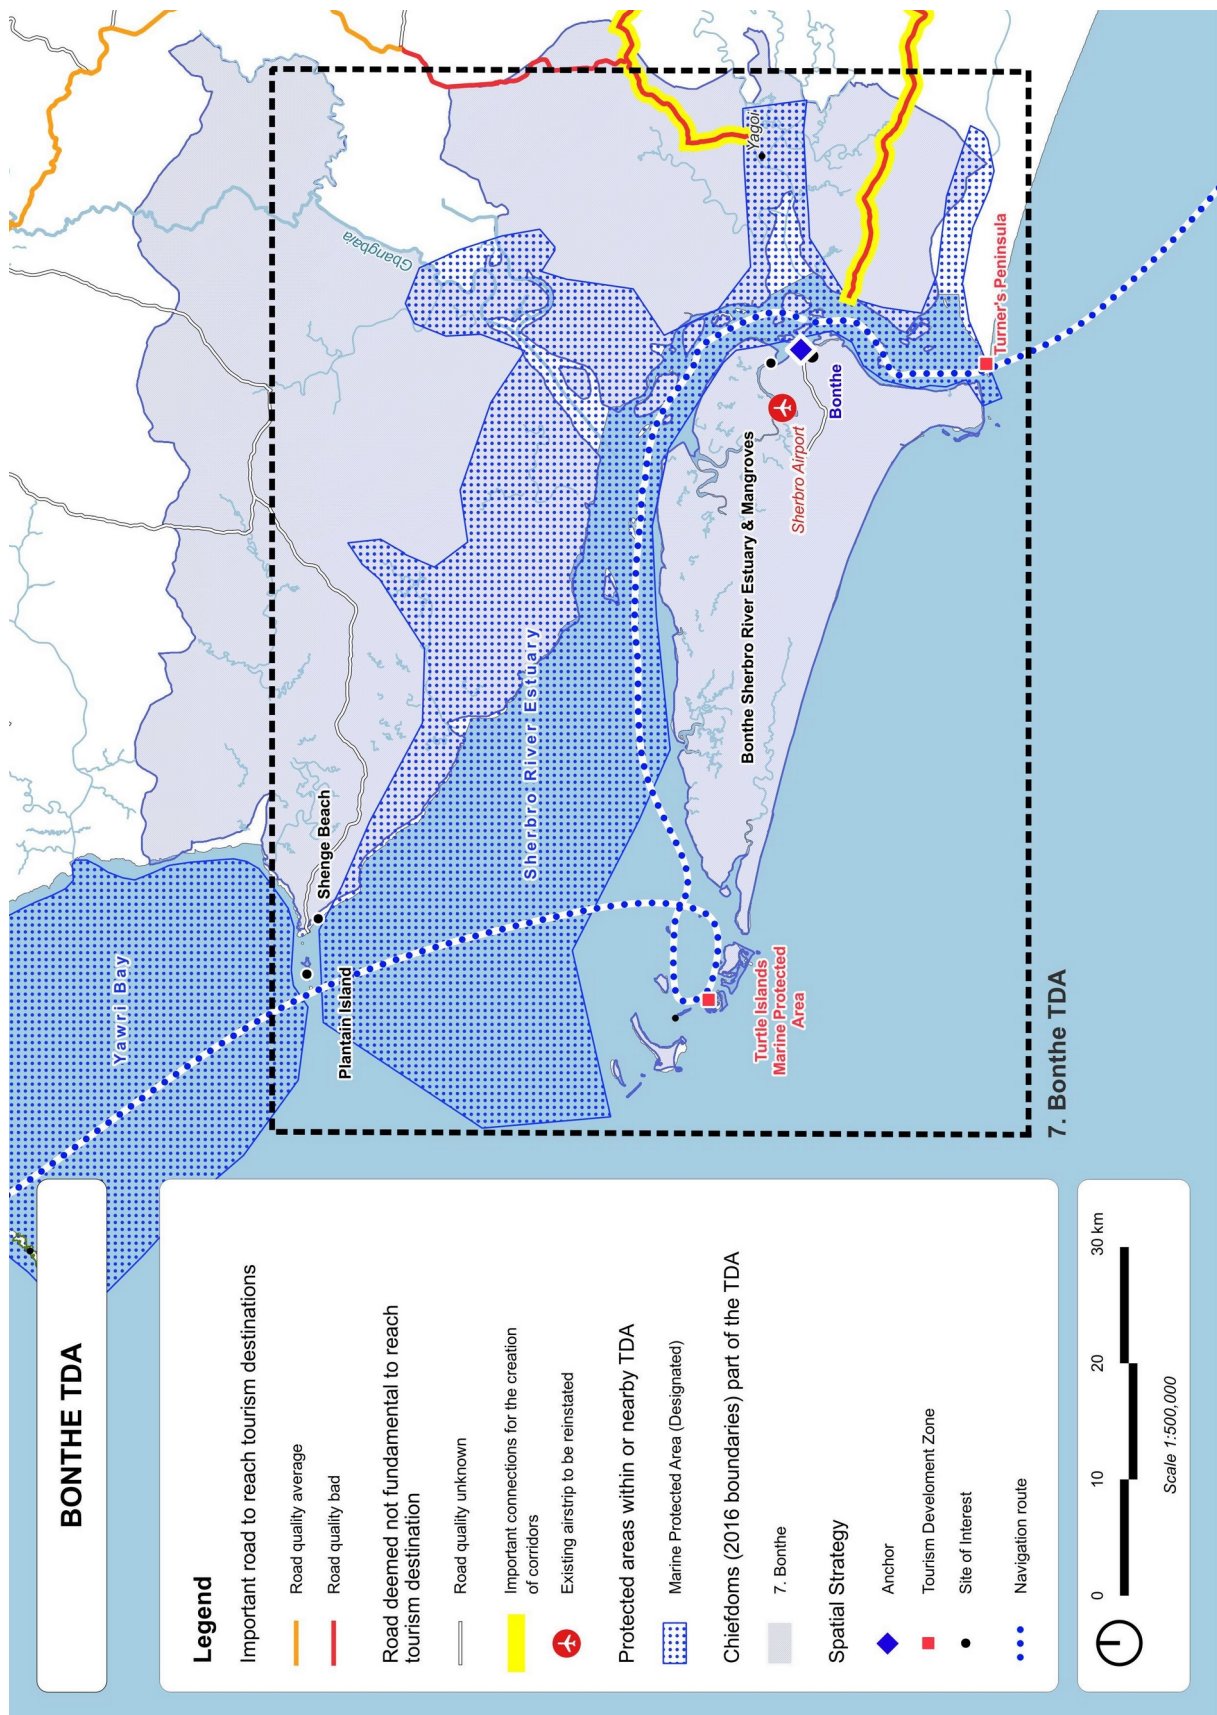 BONTHE TDA
Legend
Important road to reach tourism destinations
Road quality average
Road quality bad
Road deemed not fundamental to reach
tourism destination
Road quality unknown
Important connections for the creation
of corridors
Existing airstrip to be reinstated
Protected areas within or nearby TDA
Marine Protected Area (Designated)
Chiefdoms (2016 boundaries) part of the TDA
7. Bonthe
Spatial Strategy
Anchor
Tourism Develoment Zone
Site of Interest
Navigation route
0
10
20
30 km
Scale 1:500,000
Yawri Bay
Plantain Island
Shenge Beach
Sherbro River Estuary
Gbangbaia
Yagoi
Turtle Islands
Marine Protected
Area
Bonthe Sherbro River Estuary & Mangroves
Sherbro Airport
Bonthe
Turner's Peninsula
7. Bonthe TDA